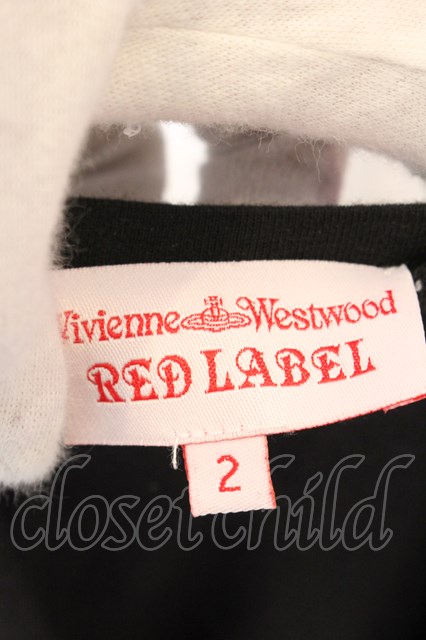 Vivienne Westwood
RED LABEL
2
closet child